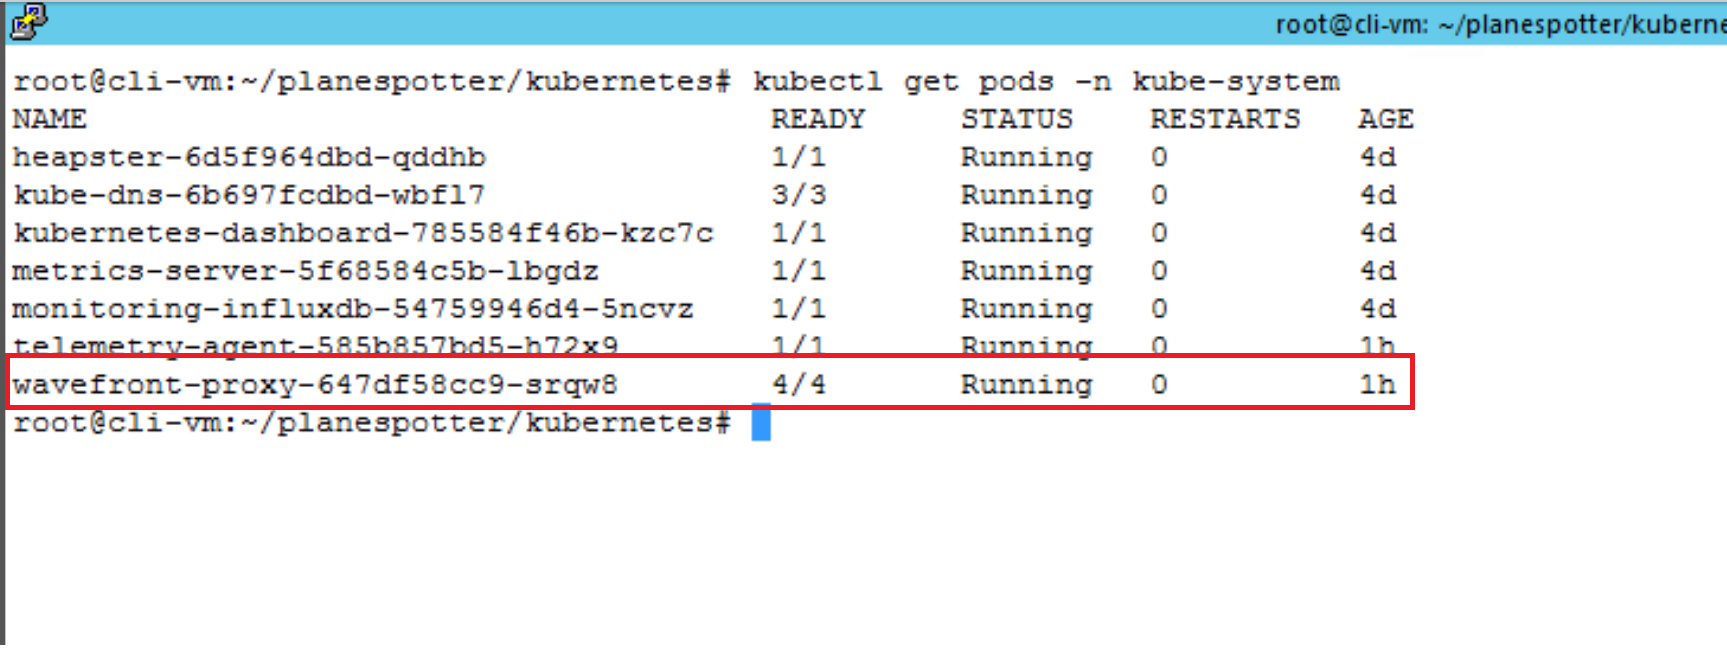 root@cli-vm: ~/planespotter/kuberne
root@cli-vm:~/planespotter/kubernetes# kubectl get pods -n kube-system
NAME READY STATUS RESTARTS AGE
heapster-6d5f964dbd-qddhb 1/1 Running 0 4d
kube-dns-6b697fcdbd-wbfl7 3/3 Running 0 4d
kubernetes-dashboard-785584f46b-kzc7c 1/1 Running 0 4d
metrics-server-5f68584c5b-lbgdz 1/1 Running 0 4d
monitoring-influxdb-54759946d4-5ncvz 1/1 Running 0 4d
telemetry-agent-585b857bd5-h72x9 1/1 Running 0 1h
wavefront-proxy-647df58cc9-srqw8 4/4 Running 0 1h
root@cli-vm:~/planespotter/kubernetes#